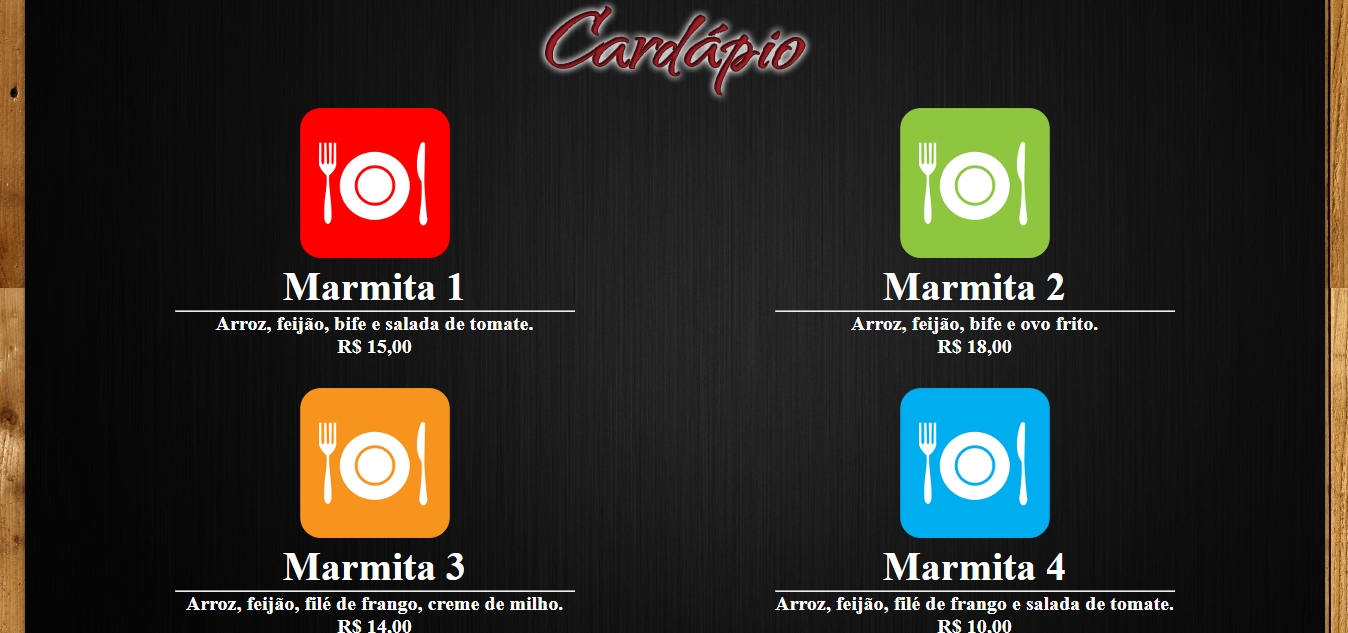 Cardápio
Marmita 1
Arroz, feijão, bife e salada de tomate.
R$ 15,00
Marmita 2
Arroz, feijão, bife e ovo frito.
R$ 18,00
Marmita 3
Arroz, feijão, filé de frango, creme de milho.
R$ 14,00
Marmita 4
Arroz, feijão, filé de frango e salada de tomate.
R$ 10,00